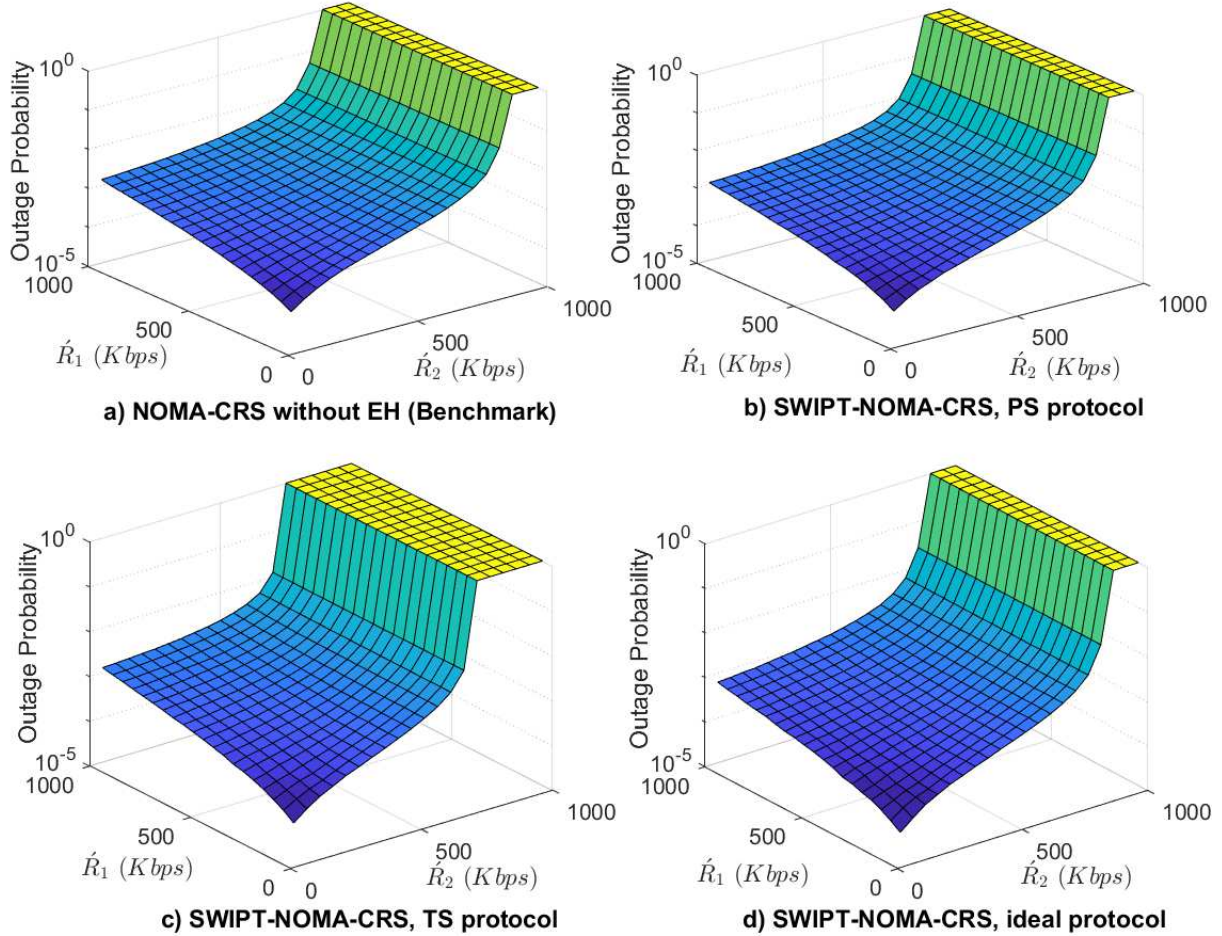 10^0
Outage Probability
10^-5
1000
500
0
Ŕ₁ (Kbps)
0
500
1000
Ŕ₂ (Kbps)
a) NOMA-CRS without EH (Benchmark)
10^0
Outage Probability
10^-5
1000
500
0
Ŕ₁ (Kbps)
0
500
1000
Ŕ₂ (Kbps)
b) SWIPT-NOMA-CRS, PS protocol
10^0
Outage Probability
10^-5
1000
500
0
Ŕ₁ (Kbps)
0
500
1000
Ŕ₂ (Kbps)
c) SWIPT-NOMA-CRS, TS protocol
10^0
Outage Probability
10^-5
1000
500
0
Ŕ₁ (Kbps)
0
500
1000
Ŕ₂ (Kbps)
d) SWIPT-NOMA-CRS, ideal protocol